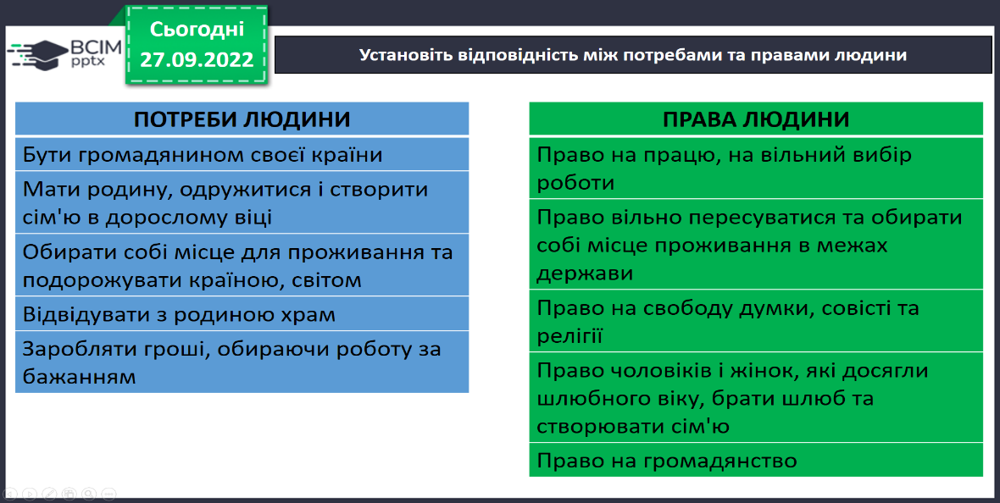 Сьогодні
27.09.2022
BCIM
pptx
Установіть відповідність між потребами та правами людини
ПОТРЕБИ ЛЮДИНИ
Бути громадянином своєї країни
Мати родину, одружитися і створити
сім'ю в дорослому віці
Обирати собі місце для проживання та
подорожувати країною, світом
Відвідувати з родиною храм
Заробляти гроші, обираючи роботу за
бажанням
ПРАВА ЛЮДИНИ
Право на працю, на вільний вибір
роботи
Право вільно пересуватися та обирати
собі місце проживання в межах
держави
Право на свободу думки, совісті та
релігії
Право чоловіків і жінок, які досягли
шлюбного віку, брати шлюб та
створювати сім'ю
Право на громадянство